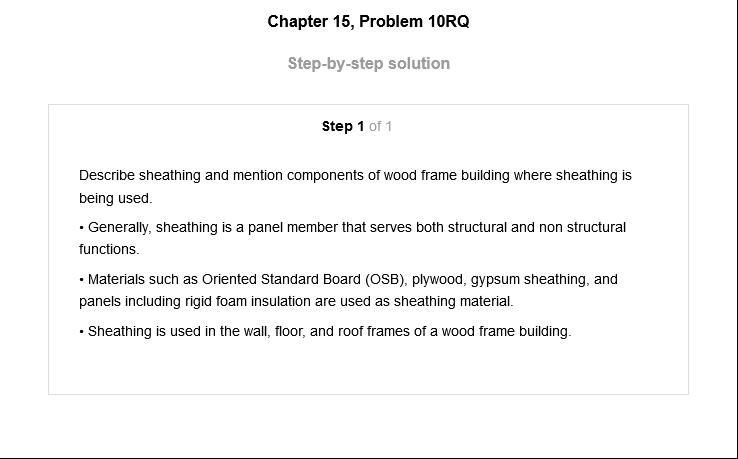 Chapter 15, Problem 10RQ
Step-by-step solution
Step 1 of 1
Describe sheathing and mention components of wood frame building where sheathing is
being used.
• Generally, sheathing is a panel member that serves both structural and non structural
functions.
• Materials such as Oriented Standard Board (OSB), plywood, gypsum sheathing, and
panels including rigid foam insulation are used as sheathing material.
• Sheathing is used in the wall, floor, and roof frames of a wood frame building.